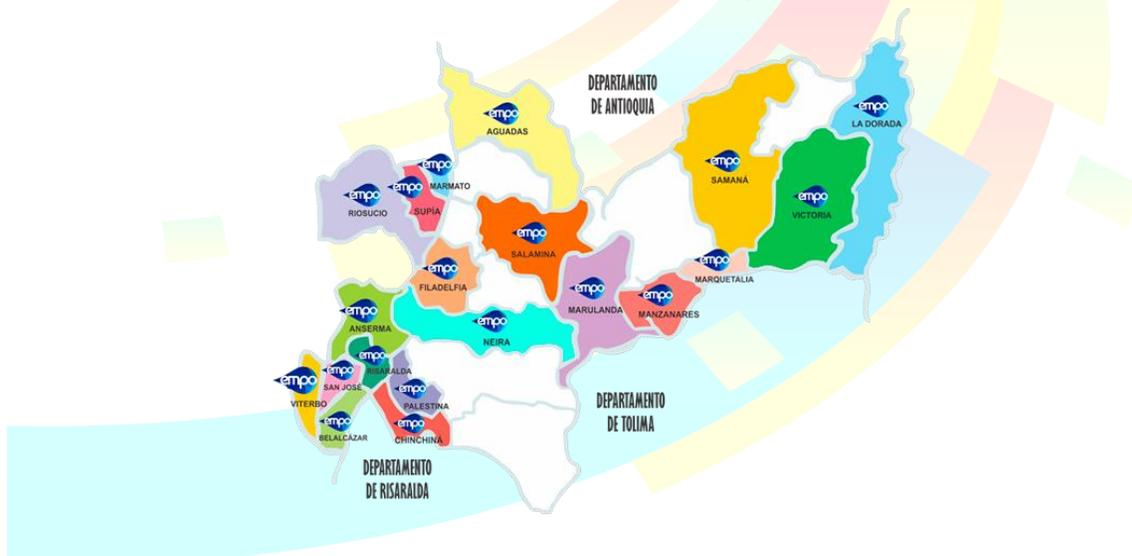 DEPARTAMENTO
DE ANTIOQUIA
empo
AGUADAS
empo
LA DORADA
empo
MARMATO
empo
SAMANÁ
empo
RIOSUCIO
empo
SUPÍA
empo
VICTORIA
empo
SALAMINA
empo
FILADELFIA
empo
MARQUETALIA
empo
MARULANDA
empo
MANZANARES
empo
ANSERMA
empo
NEIRA
empo
RISARALDA
empo
SAN JOSÉ
empo
VITERBO
empo
PALESTINA
empo
BELALCÁZAR
empo
CHINCHINÁ
DEPARTAMENTO
DE TOLIMA
DEPARTAMENTO
DE RISARALDA